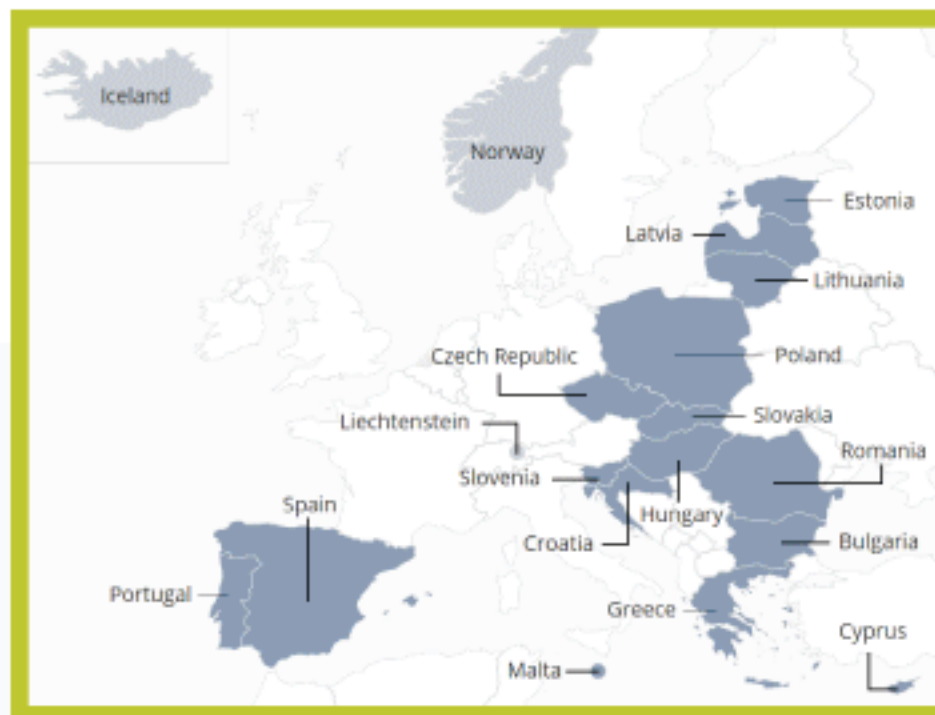 Iceland
Norway
Estonia
Latvia
Lithuania
Czech Republic
Poland
Slovakia
Liechtenstein
Romania
Slovenia
Spain
Hungary
Croatia
Bulgaria
Portugal
Greece
Cyprus
Malta